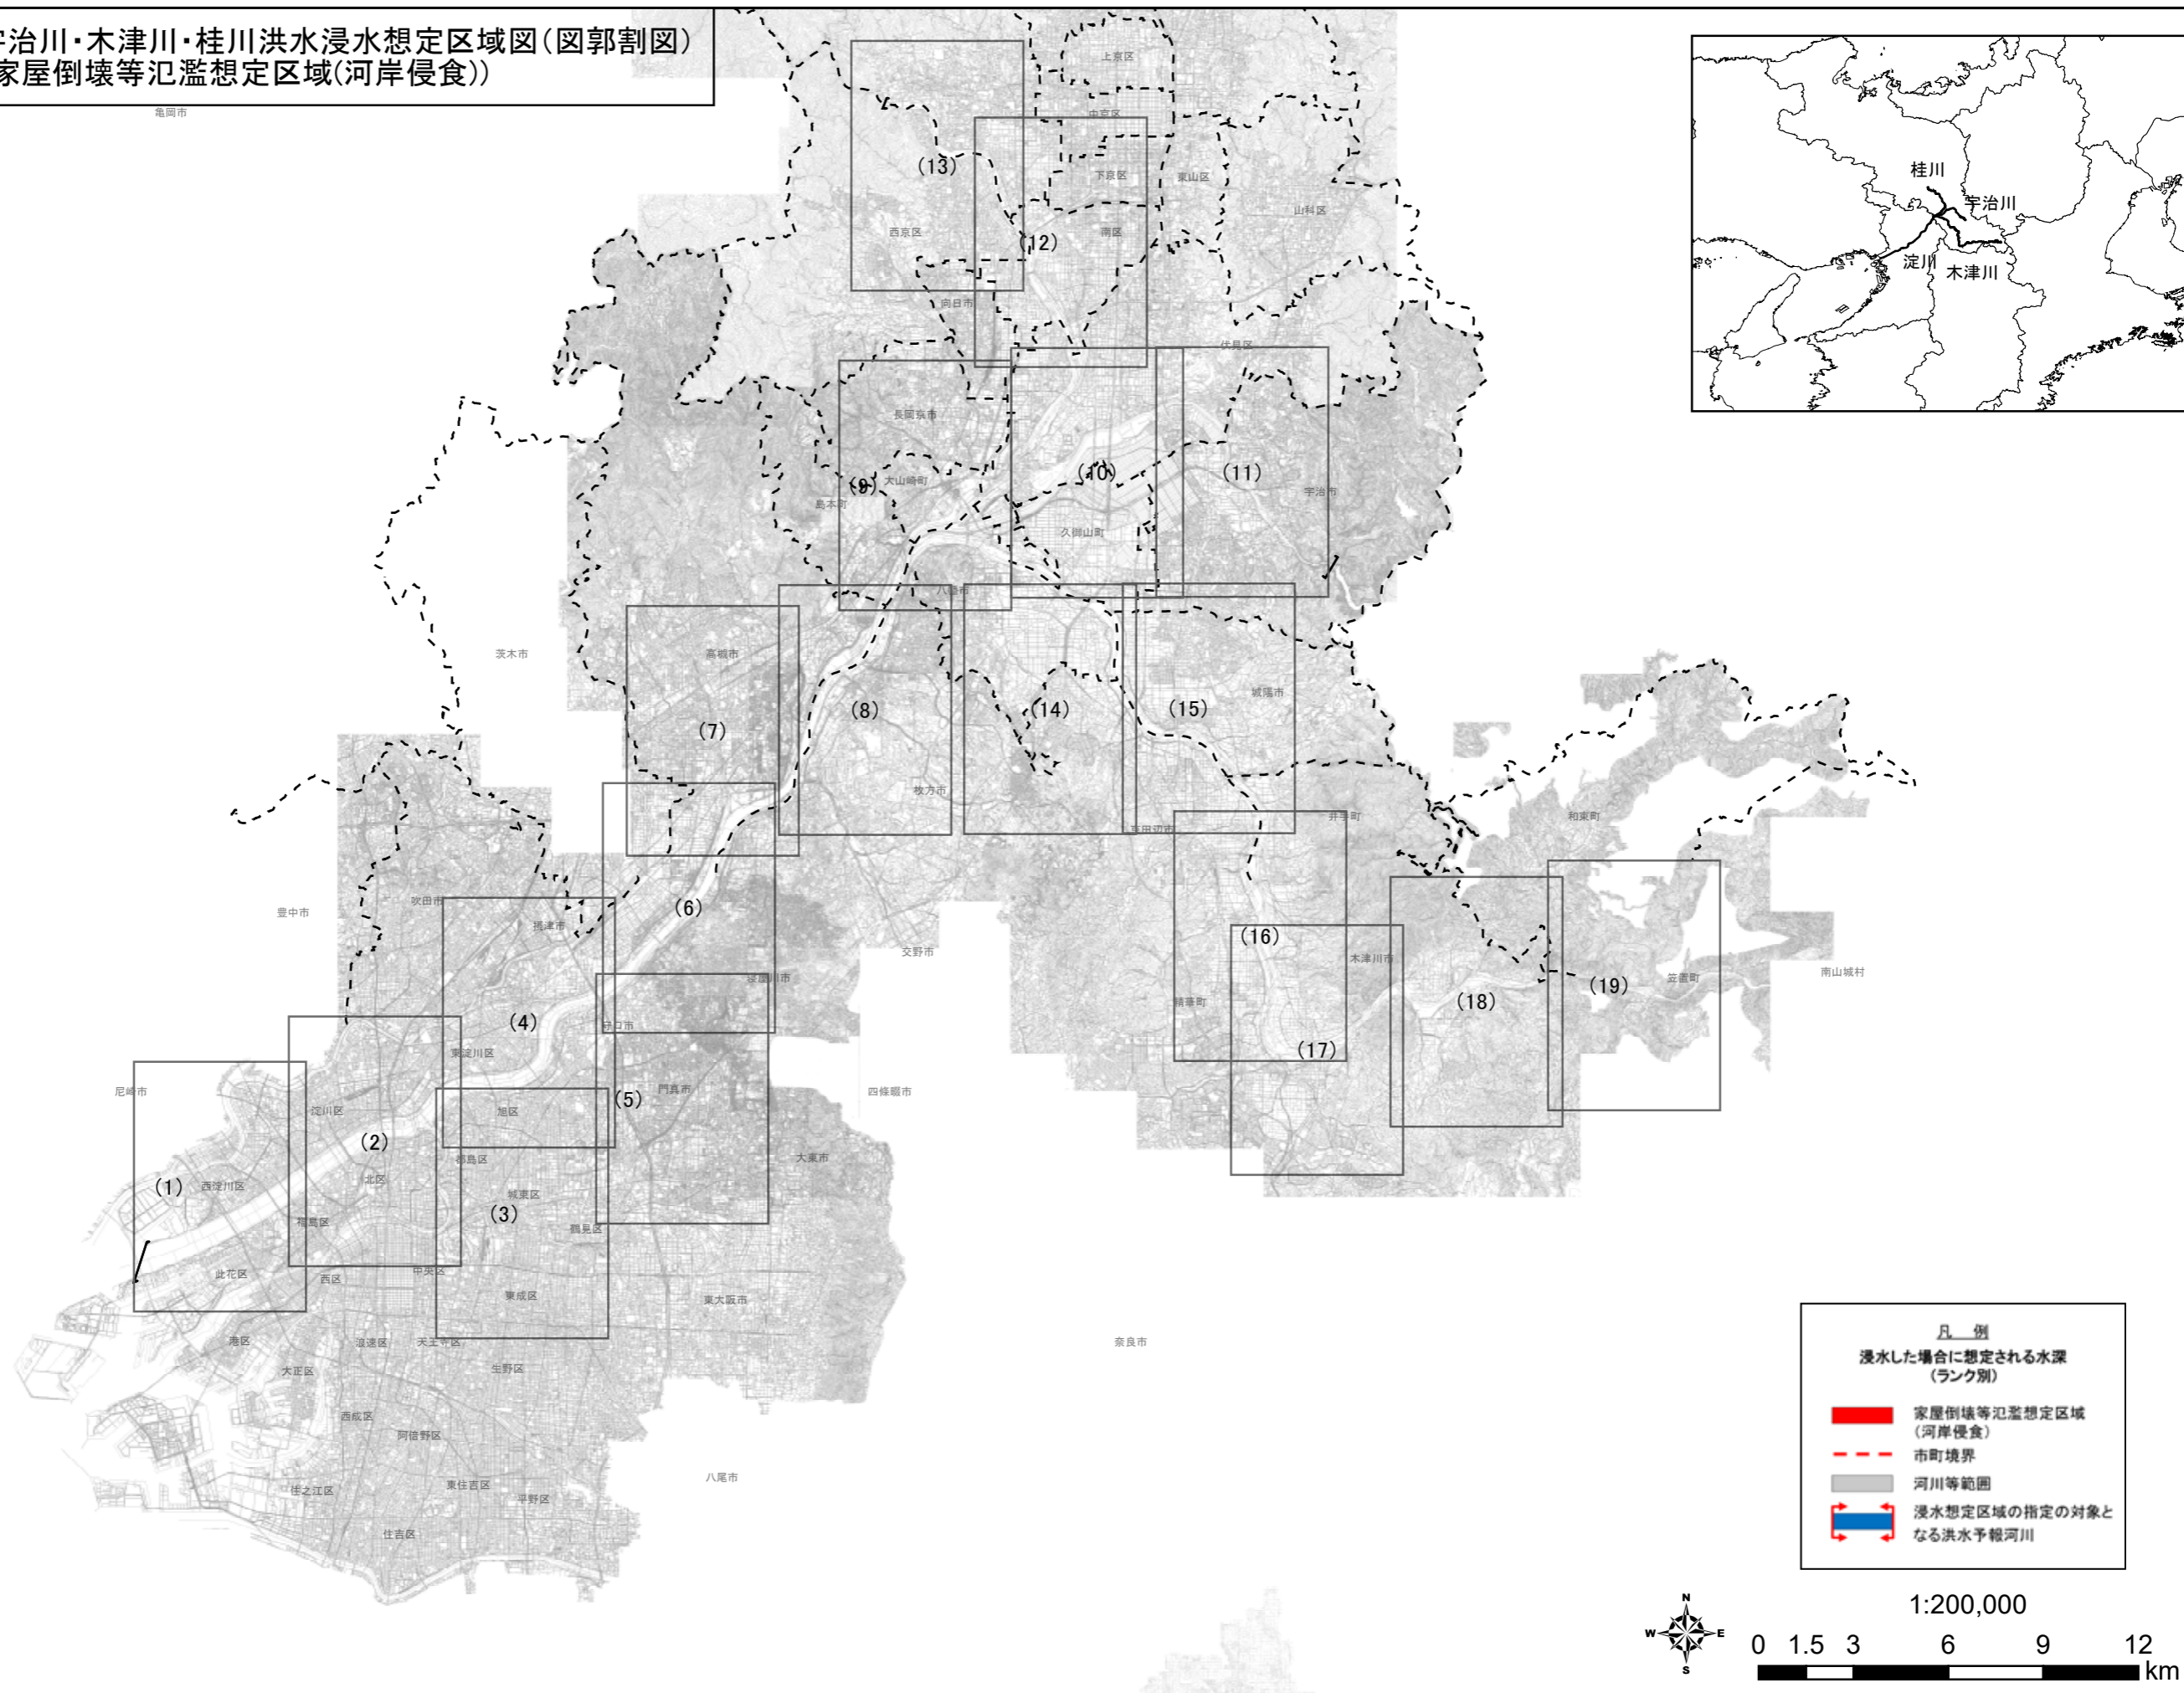 宇治川・木津川・桂川洪水浸水想定区域図(図郭割図)
家屋倒壊等氾濫想定区域(河岸侵食))
亀岡市
上京区
中京区
(13)
下京区
東山区
山科区
西京区
(12)
南区
向日市
伏見区
長岡京市
(9)
大山崎町
島本町
(10)
(11)
宇治市
久御山町
八幡市
茨木市
高槻市
(7)
(8)
(14)
(15)
城陽市
枚方市
京田辺市
井手町
和束町
豊中市
吹田市
摂津市
(6)
交野市
寝屋川市
(16)
木津川市
精華町
(18)
(19)
笠置町
南山城村
(4)
守口市
(17)
東淀川区
尼崎市
淀川区
旭区
(5)
門真市
四條畷市
(2)
都島区
大東市
(1)
西淀川区
北区
城東区
(3)
福島区
鶴見区
此花区
西区
中央区
東成区
東大阪市
港区
浪速区
天王寺区
奈良市
大正区
生野区
西成区
阿倍野区
八尾市
住之江区
東住吉区
平野区
住吉区
桂川
宇治川
淀川
木津川
凡 例
浸水した場合に想定される水深
(ランク別)
家屋倒壊等氾濫想定区域
(河岸侵食)
市町境界
河川等範囲
浸水想定区域の指定の対象と
なる洪水予報河川
N
W E
S
1:200,000
0 1.5 3 6 9 12
km